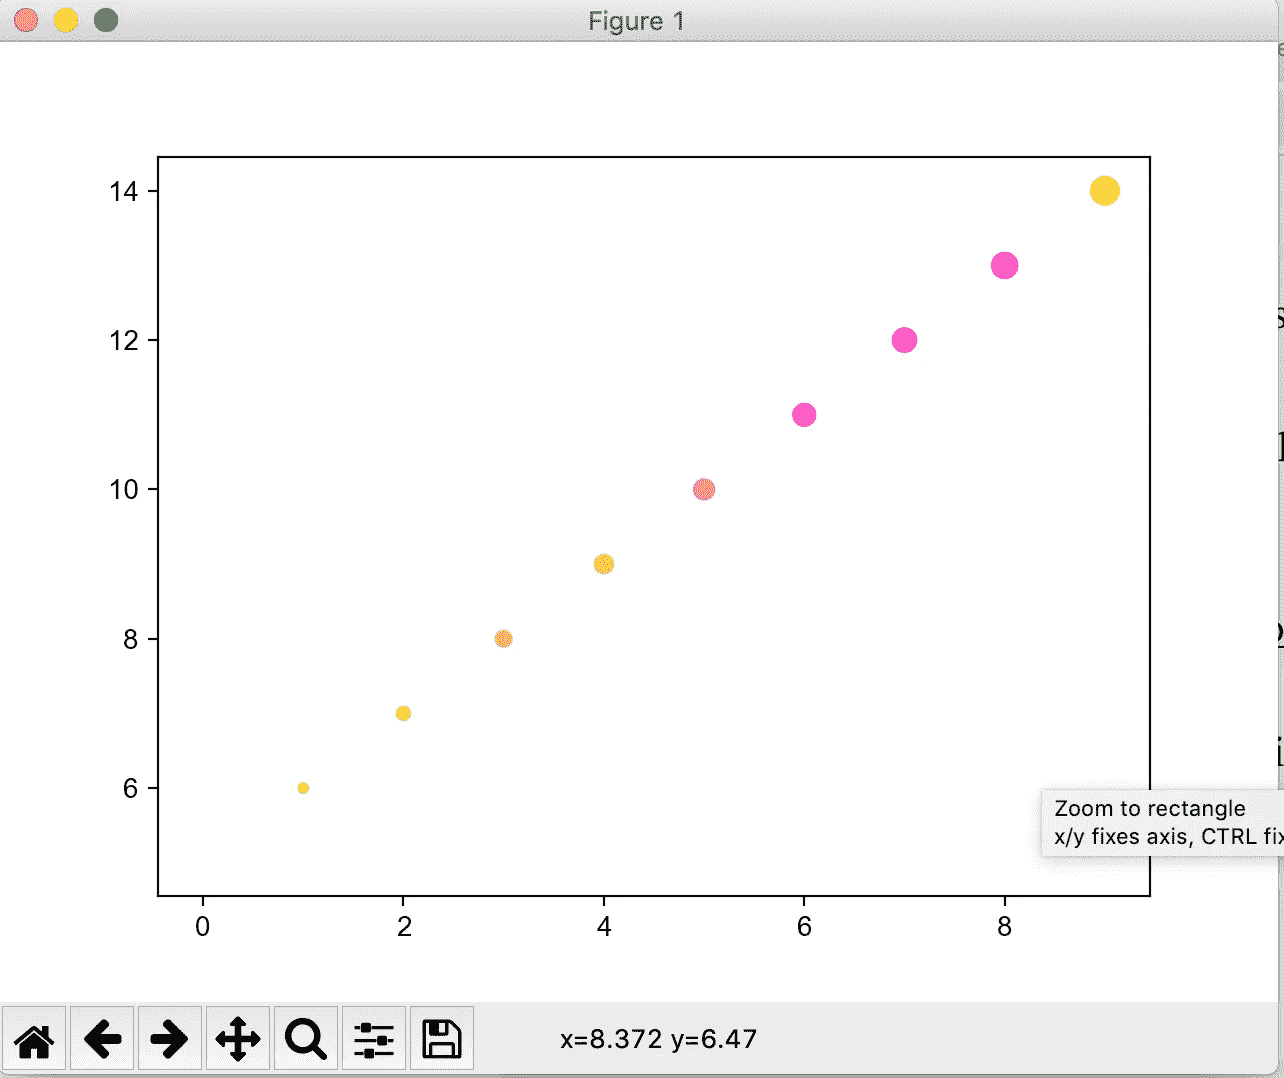 Figure 1
14
12
10
8
6
0 2 4 6 8
Zoom to rectangle
x/y fixes axis, CTRL fix
x=8.372 y=6.47